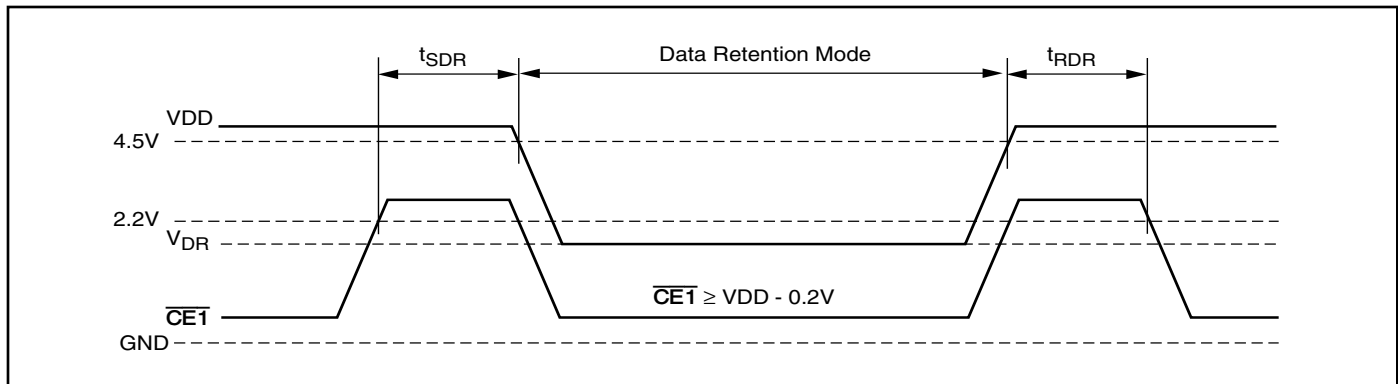 tSDR
Data Retention Mode
tRDR
VDD
4.5V
2.2V
VDR
CE1 ≥ VDD - 0.2V
CE1
GND